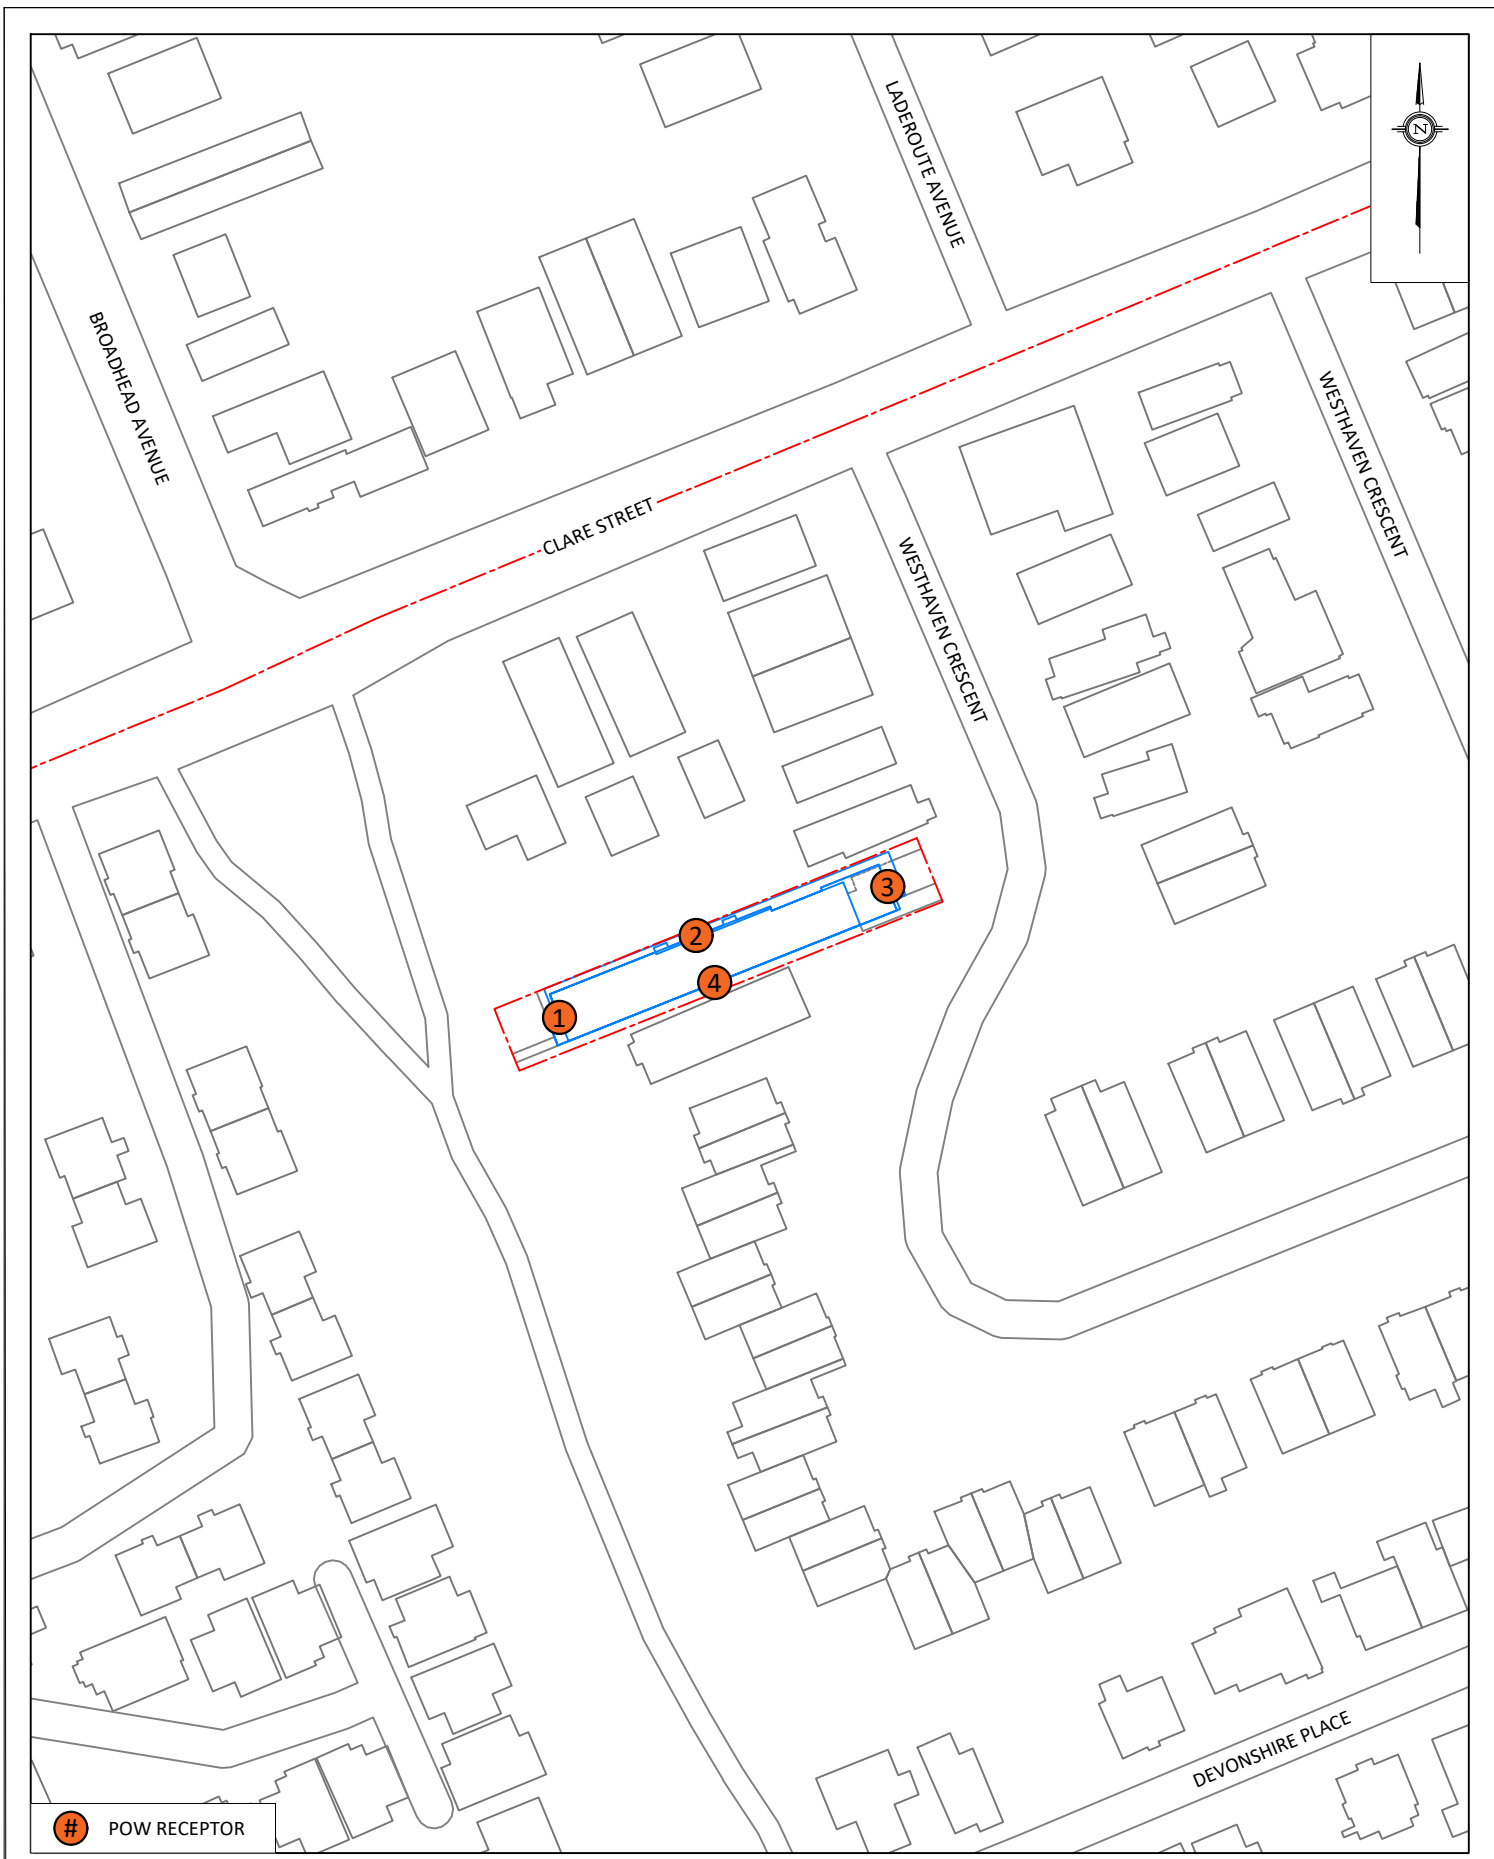 LADEROUTE AVENUE
N
BROADHEAD AVENUE
WESTHAVEN CRESCENT
CLARE STREET
WESTHAVEN CRESCENT
3
2
4
1
DEVONSHIRE PLACE
# POW RECEPTOR